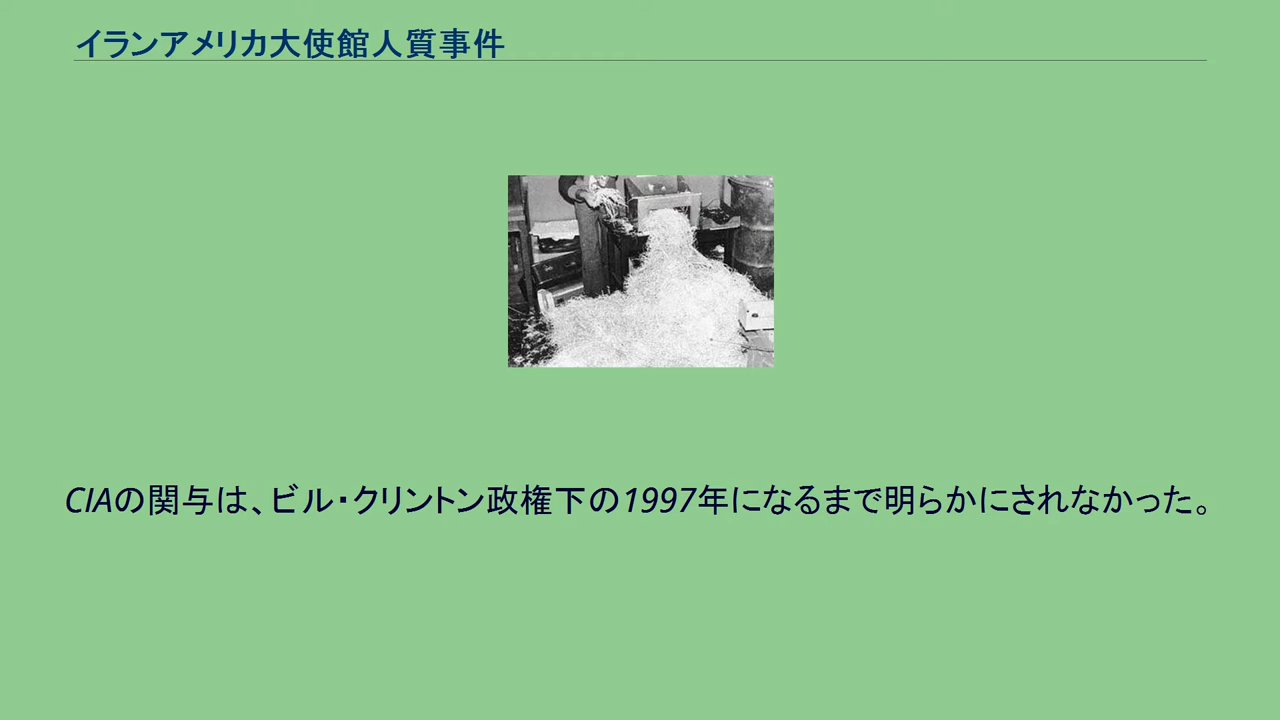 イランアメリカ大使館人質事件
CIAの関与は、ビル・クリントン政権下の1997年になるまで明らかにされなかった。